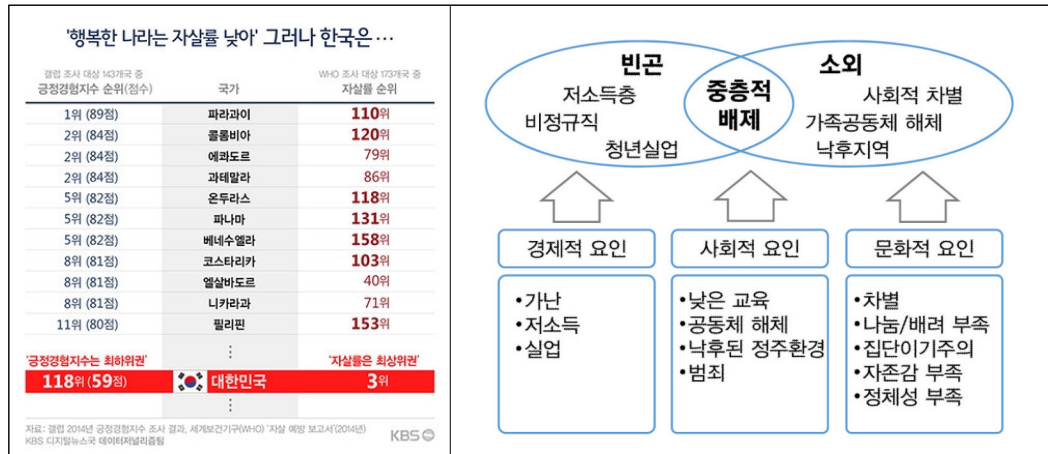 '행복한 나라는 자살률 낮아' 그러나 한국은…
갤럽 조사 대상 143개국 중
긍정경험지수 순위(점수)
국가
WHO 조사 대상 173개국 중
자살률 순위
1위 (89점) 파라과이 110위
2위 (84점) 콜롬비아 120위
2위 (84점) 에콰도르 79위
2위 (84점) 과테말라 86위
5위 (82점) 온두라스 118위
5위 (82점) 파나마 131위
5위 (82점) 베네수엘라 158위
8위 (81점) 코스타리카 103위
8위 (81점) 엘살바도르 40위
8위 (81점) 니카라과 71위
11위 (80점) 필리핀 153위
'긍정경험지수는 최하위권' '자살률은 최상위권'
118위 (59점) 대한민국 3위
자료: 갤럽 2014년 긍정경험지수 조사 결과, 세계보건기구(WHO) '자살 예방 보고서'(2014년)
KBS 디지털뉴스국 데이터저널리즘팀
KBS
빈곤
저소득층
비정규직
청년실업
중층적
배제
소외
사회적 차별
가족공동체 해체
낙후지역
경제적 요인
•가난
•저소득
•실업
사회적 요인
•낮은 교육
•공동체 해체
•낙후된 정주환경
•범죄
문화적 요인
•차별
•나눔/배려 부족
•집단이기주의
•자존감 부족
•정체성 부족